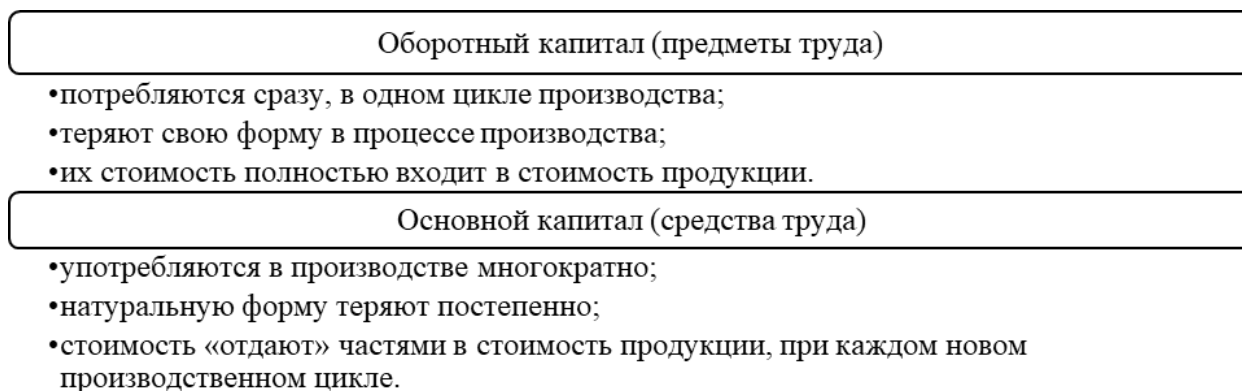 Оборотный капитал (предметы труда)
•потребляются сразу, в одном цикле производства;
•теряют свою форму в процессе производства;
•их стоимость полностью входит в стоимость продукции.
Основной капитал (средства труда)
•употребляются в производстве многократно;
•натуральную форму теряют постепенно;
•стоимость «отдают» частями в стоимость продукции, при каждом новом
производственном цикле.